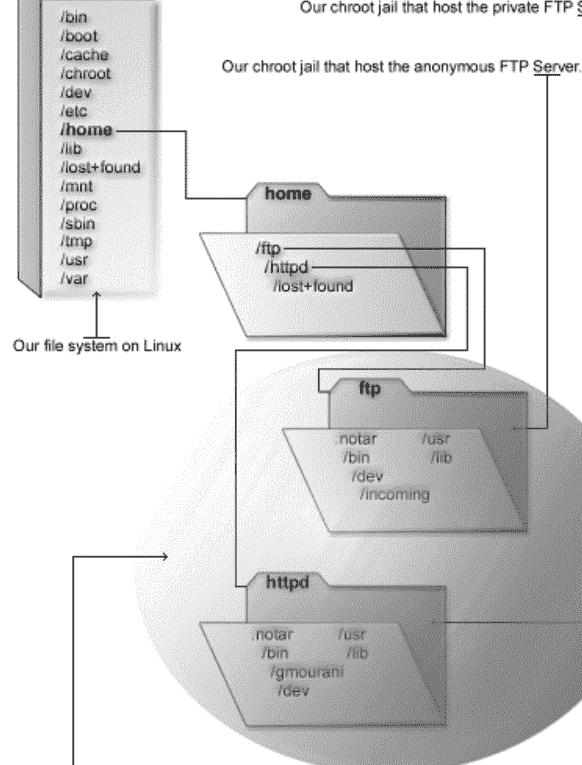 Our chroot jail that host the private FTP
Our chroot jail that host the anonymous FTP Server.
/bin
/boot
/cache
/chroot
/dev
/etc
/home
/lib
/lost+found
/mnt
/proc
/sbin
/tmp
/usr
/var
Our file system on Linux
home
/ftp
/httpd
/lost+found
ftp
.notar /usr
/bin /lib
/dev
/incoming
httpd
.notar /usr
/bin /lib
/gmourani
/dev